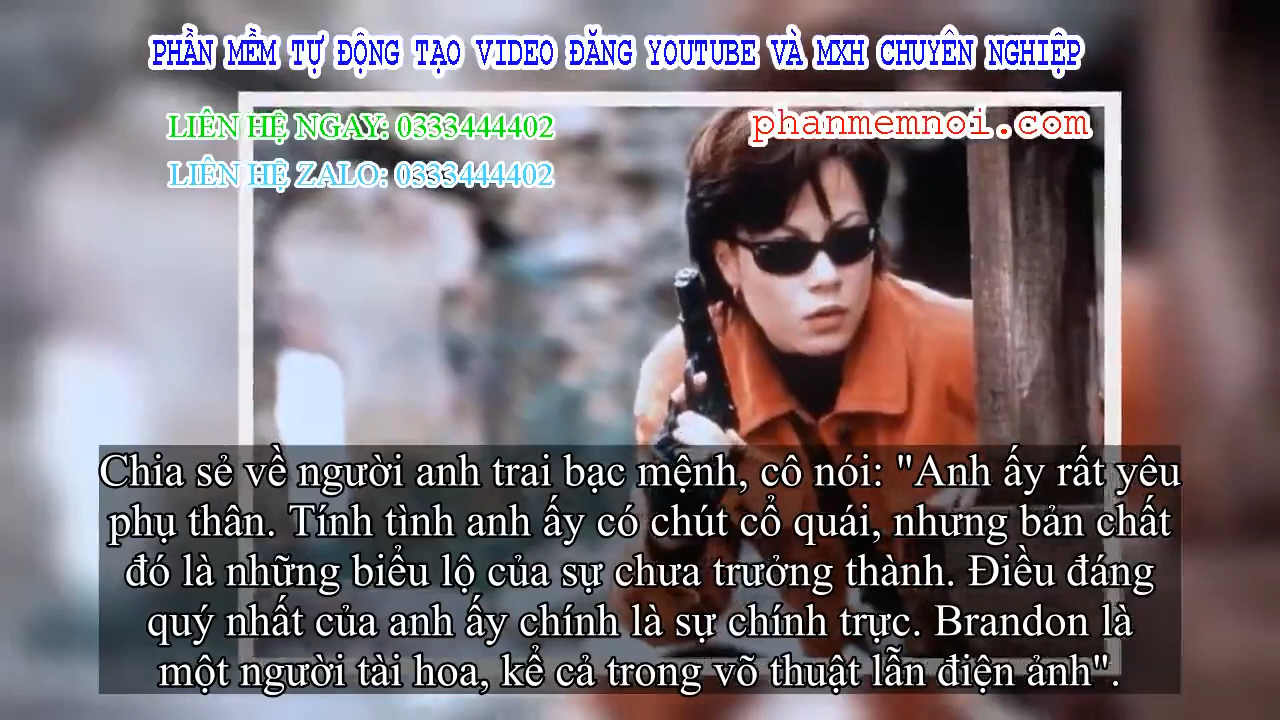 PHẦN MỀM TỰ ĐỘNG TẠO VIDEO ĐĂNG YOUTUBE VÀ MXH CHUYÊN NGHIỆP
LIÊN HỆ NGAY: 0333444402
phanmemnoi.com
LIÊN HỆ ZALO: 0333444402
Chia sẻ về người anh trai bạc mệnh, cô nói: "Anh ấy rất yêu
phụ thân. Tính tình anh ấy có chút cổ quái, nhưng bản chất
đó là những biểu lộ của sự chưa trưởng thành. Điều đáng
quý nhất của anh ấy chính là sự chính trực. Brandon là
một người tài hoa, kể cả trong võ thuật lẫn điện ảnh".